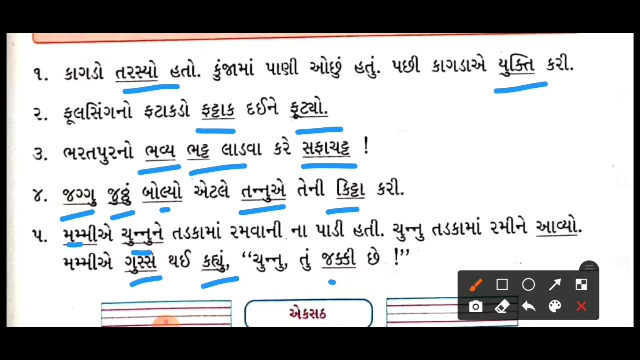 ૧. કાગડો તરસ્યો હતો. કુંજામાં પાણી ઓછું હતું. પછી કાગડાએ યુક્તિ કરી.
૨. ફૂલસિંગનો ફટાકડો ફટ્ટાક દઈને ફૂટ્યો.
૩. ભરતપુરનો ભવ્ય ભટ્ટ લાડવા કરે સફાચટ્ટ !
૪. જગ્ગુ જુઠ્ઠું બોલ્યો એટલે તન્નુએ તેની કિટ્ટા કરી.
૫. મમ્મીએ ચુન્નુને તડકામાં રમવાની ના પાડી હતી. ચુન્નુ તડકામાં રમીને આવ્યો.
મમ્મીએ ગુસ્સે થઈ કહ્યું, “ચુન્નુ, તું જક્કી છે !”
એકસઠ